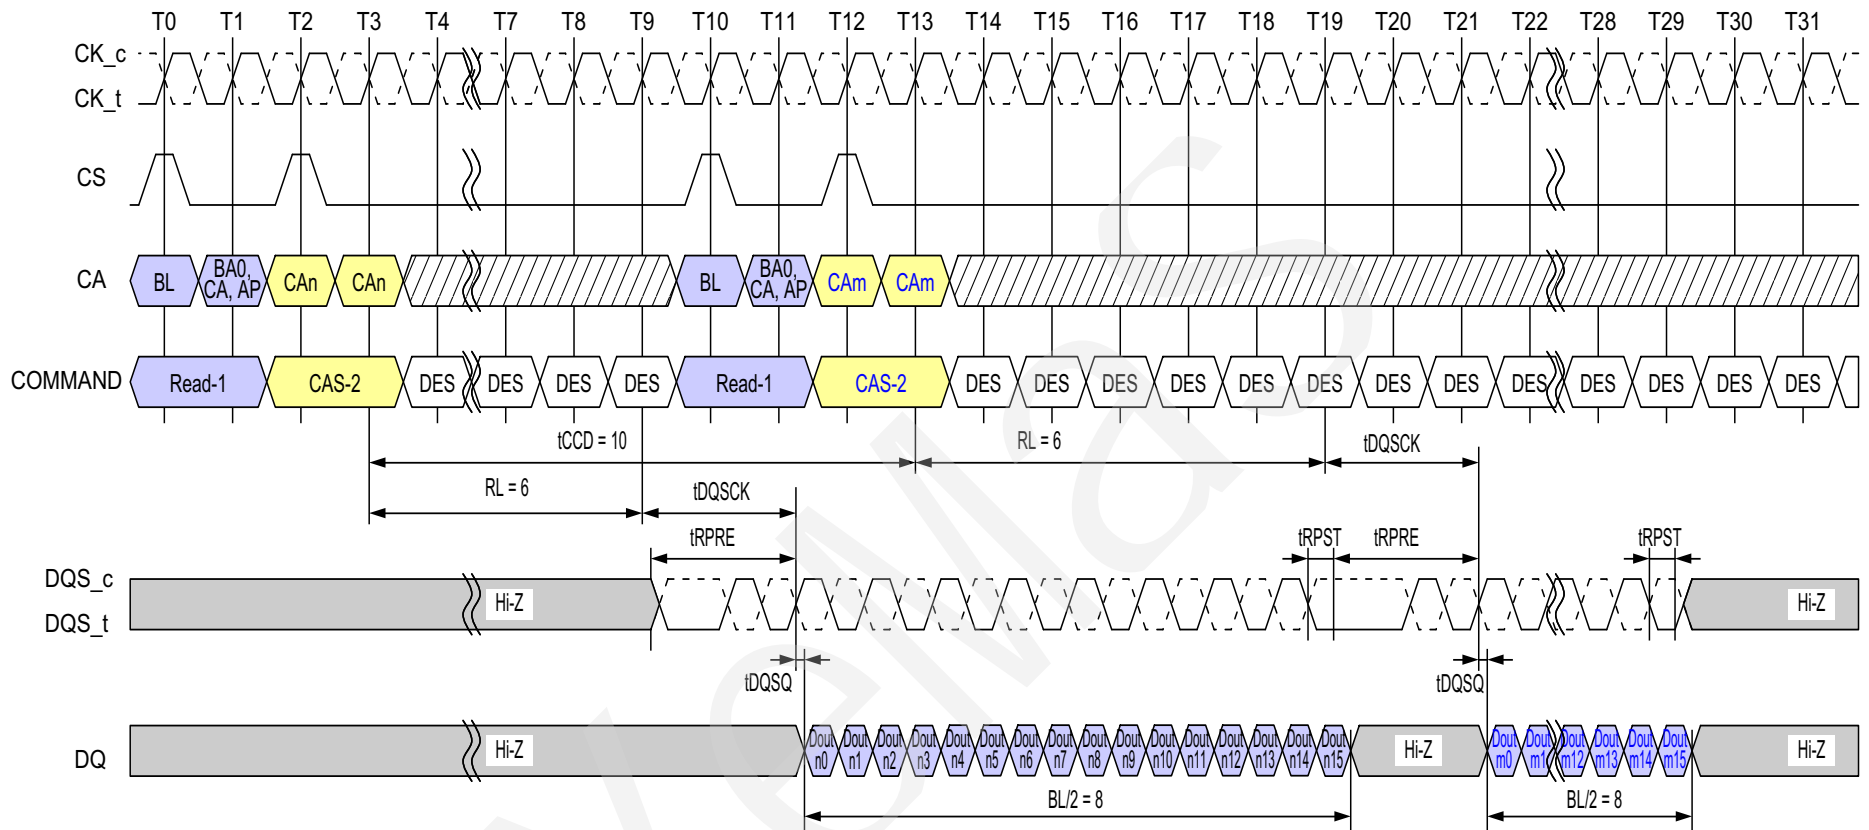 T0 T1 T2 T3 T4 T7 T8 T9 T10 T11 T12 T13 T14 T15 T16 T17 T18 T19 T20 T21 T22 T28 T29 T30 T31
CK_c
CK_t
CS
CA BL BA0, CA, AP CAn CAn BL BA0, CA, AP CAm CAm
COMMAND Read-1 CAS-2 DES DES DES DES Read-1 CAS-2 DES DES DES DES DES DES DES DES DES DES DES DES DES
tCCD = 10 RL = 6 tDQSCK
RL = 6 tDQSCK
tRPRE tRPST tRPRE tRPST
DQS_c
Hi-Z Hi-Z
DQS_t
tDQSQ tDQSQ
DQ Hi-Z Dout n0 Dout n1 Dout n2 Dout n3 Dout n4 Dout n5 Dout n6 Dout n7 Dout n8 Dout n9 Dout n10 Dout n11 Dout n12 Dout n13 Dout n14 Dout n15 Hi-Z Dout m0 Dout m1 Dout m12 Dout m13 Dout m14 Dout m15 Hi-Z
BL/2 = 8 BL/2 = 8